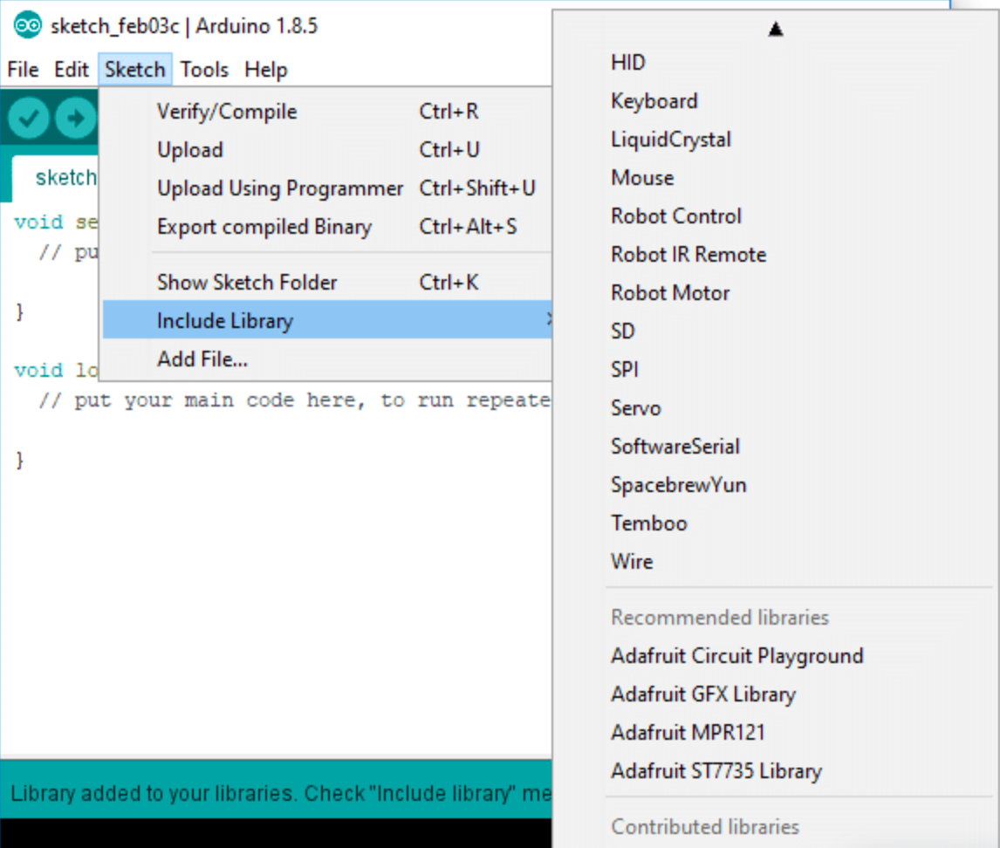 sketch_feb03c | Arduino 1.8.5
File Edit Sketch Tools Help
Verify/Compile Ctrl+R
Upload Ctrl+U
Upload Using Programmer Ctrl+Shift+U
Export compiled Binary Ctrl+Alt+S
Show Sketch Folder Ctrl+K
Include Library
Add File...
sketch
void se
// pu
}
void lo
// put your main code here, to run repeate
}
Library added to your libraries. Check "Include library" me
HID
Keyboard
LiquidCrystal
Mouse
Robot Control
Robot IR Remote
Robot Motor
SD
SPI
Servo
SoftwareSerial
SpacebrewYun
Temboo
Wire
Recommended libraries
Adafruit Circuit Playground
Adafruit GFX Library
Adafruit MPR121
Adafruit ST7735 Library
Contributed libraries